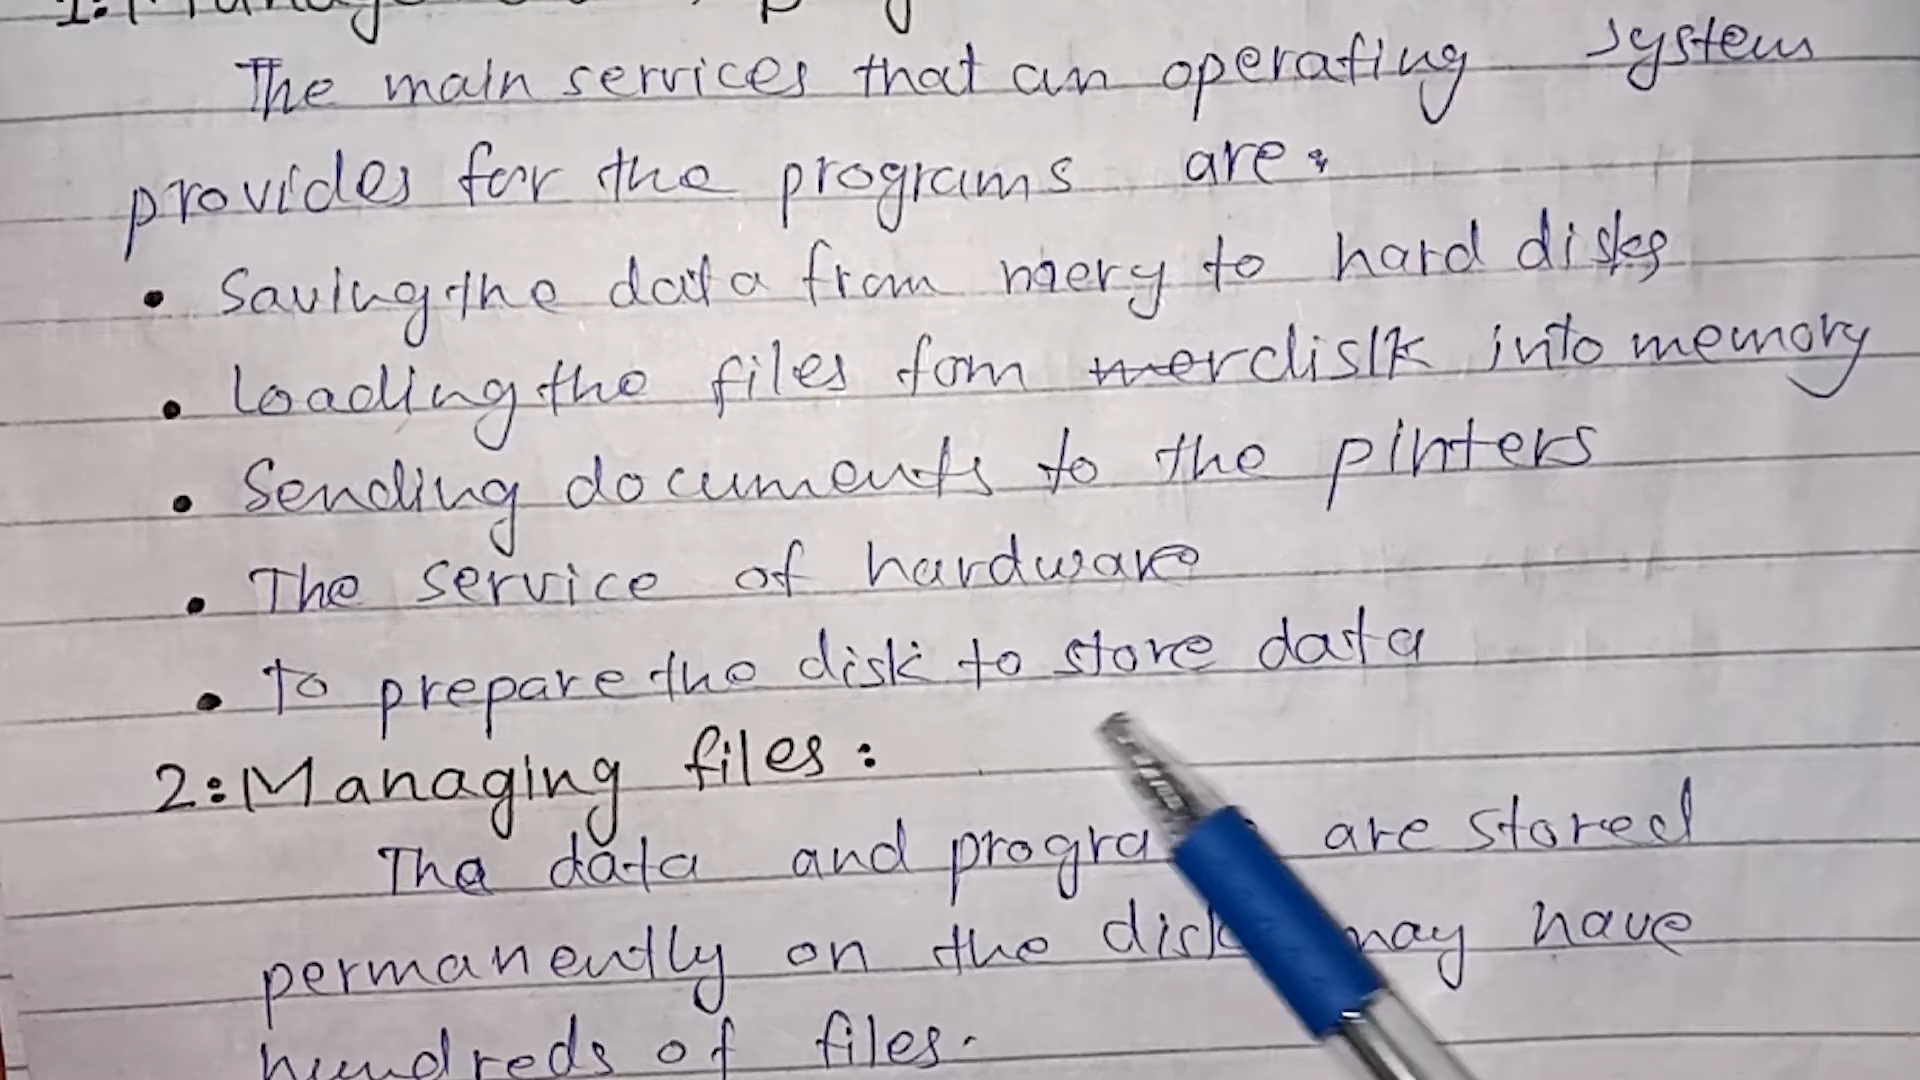 The main services that an operating system
provides for the programs are:
• Saving the data from mery to hard disks
• Loading the files fom mer disk into memory
• Sending documents to the pinters
• The service of hardware
• To prepare the disk to store data
2: Managing files:
The data and progra are stored
permanently on the disk may have
hundreds of files.